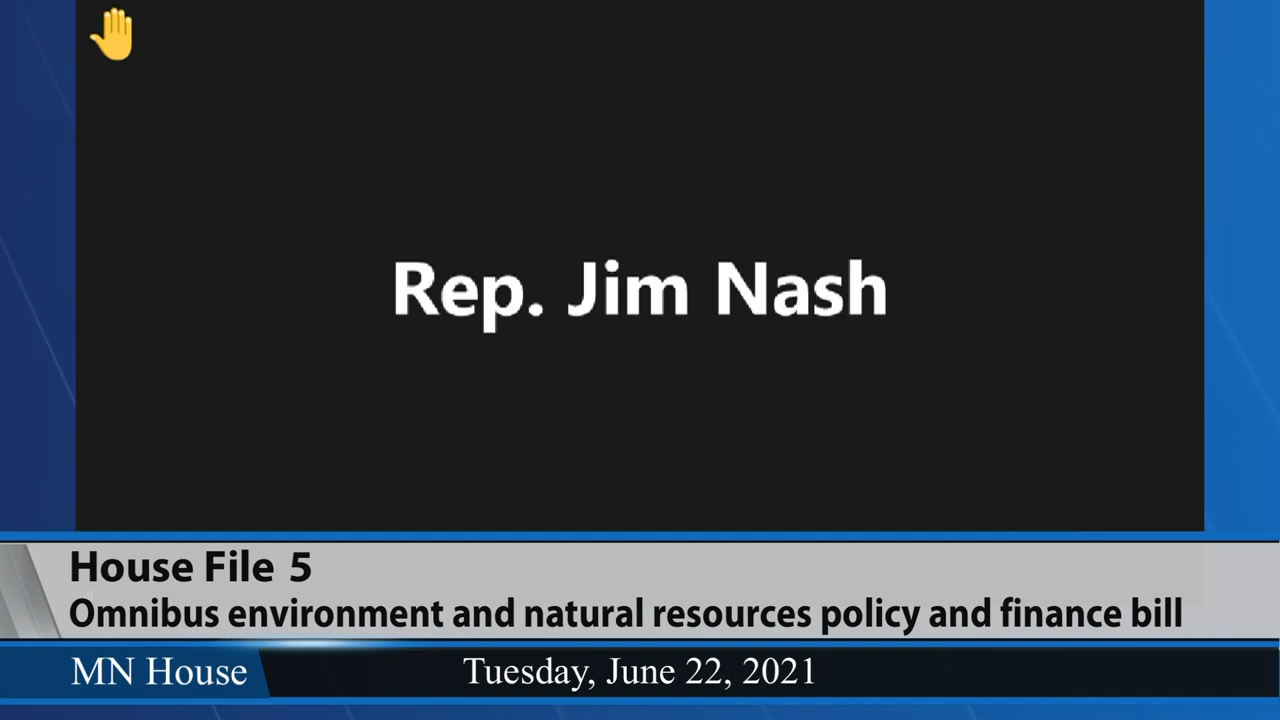 Rep. Jim Nash
House File 5
Omnibus environment and natural resources policy and finance bill
MN House
Tuesday, June 22, 2021